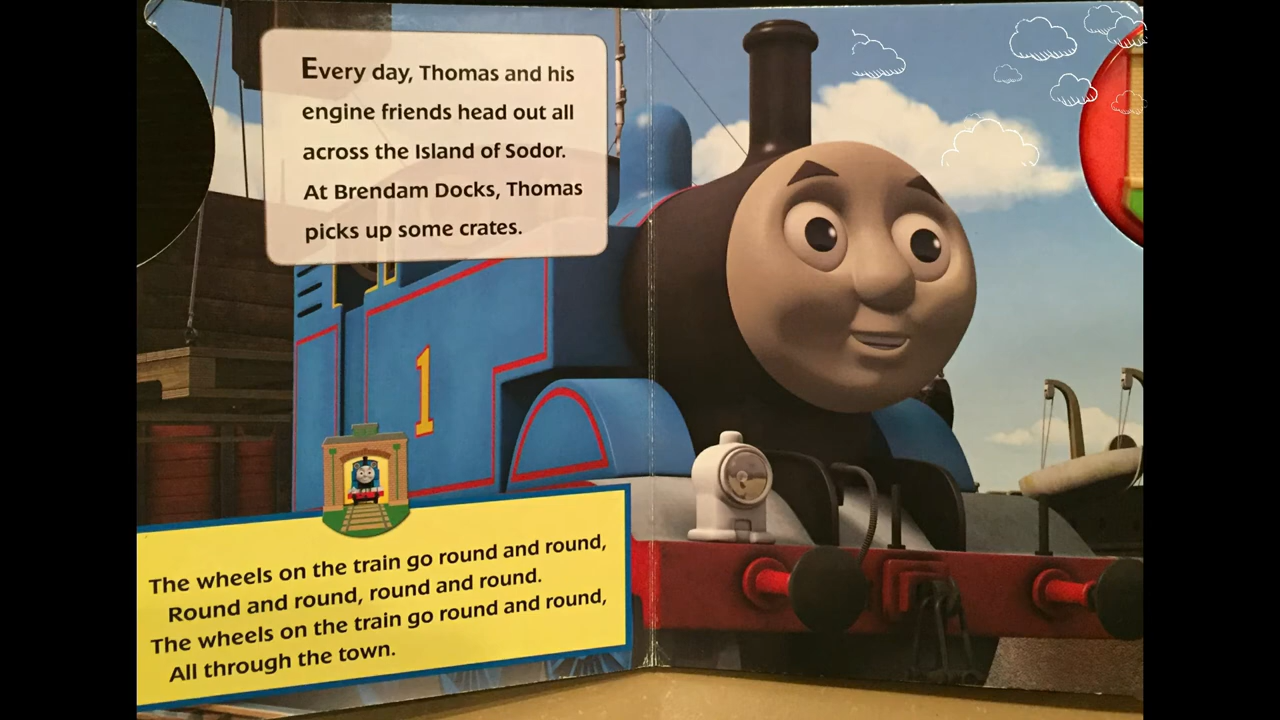 Every day, Thomas and his
engine friends head out all
across the Island of Sodor.
At Brendam Docks, Thomas
picks up some crates.
1
The wheels on the train go round and round,
Round and round, round and round.
The wheels on the train go round and round,
All through the town.